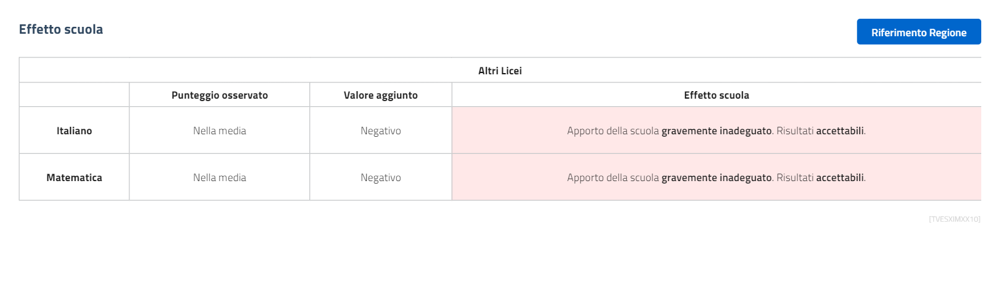 Effetto scuola
Riferimento Regione
Altri Licei
Punteggio osservato Valore aggiunto Effetto scuola
Italiano Nella media Negativo Apporto della scuola gravemente inadeguato. Risultati accettabili.
Matematica Nella media Negativo Apporto della scuola gravemente inadeguato. Risultati accettabili.
[TVESXIMXX10]